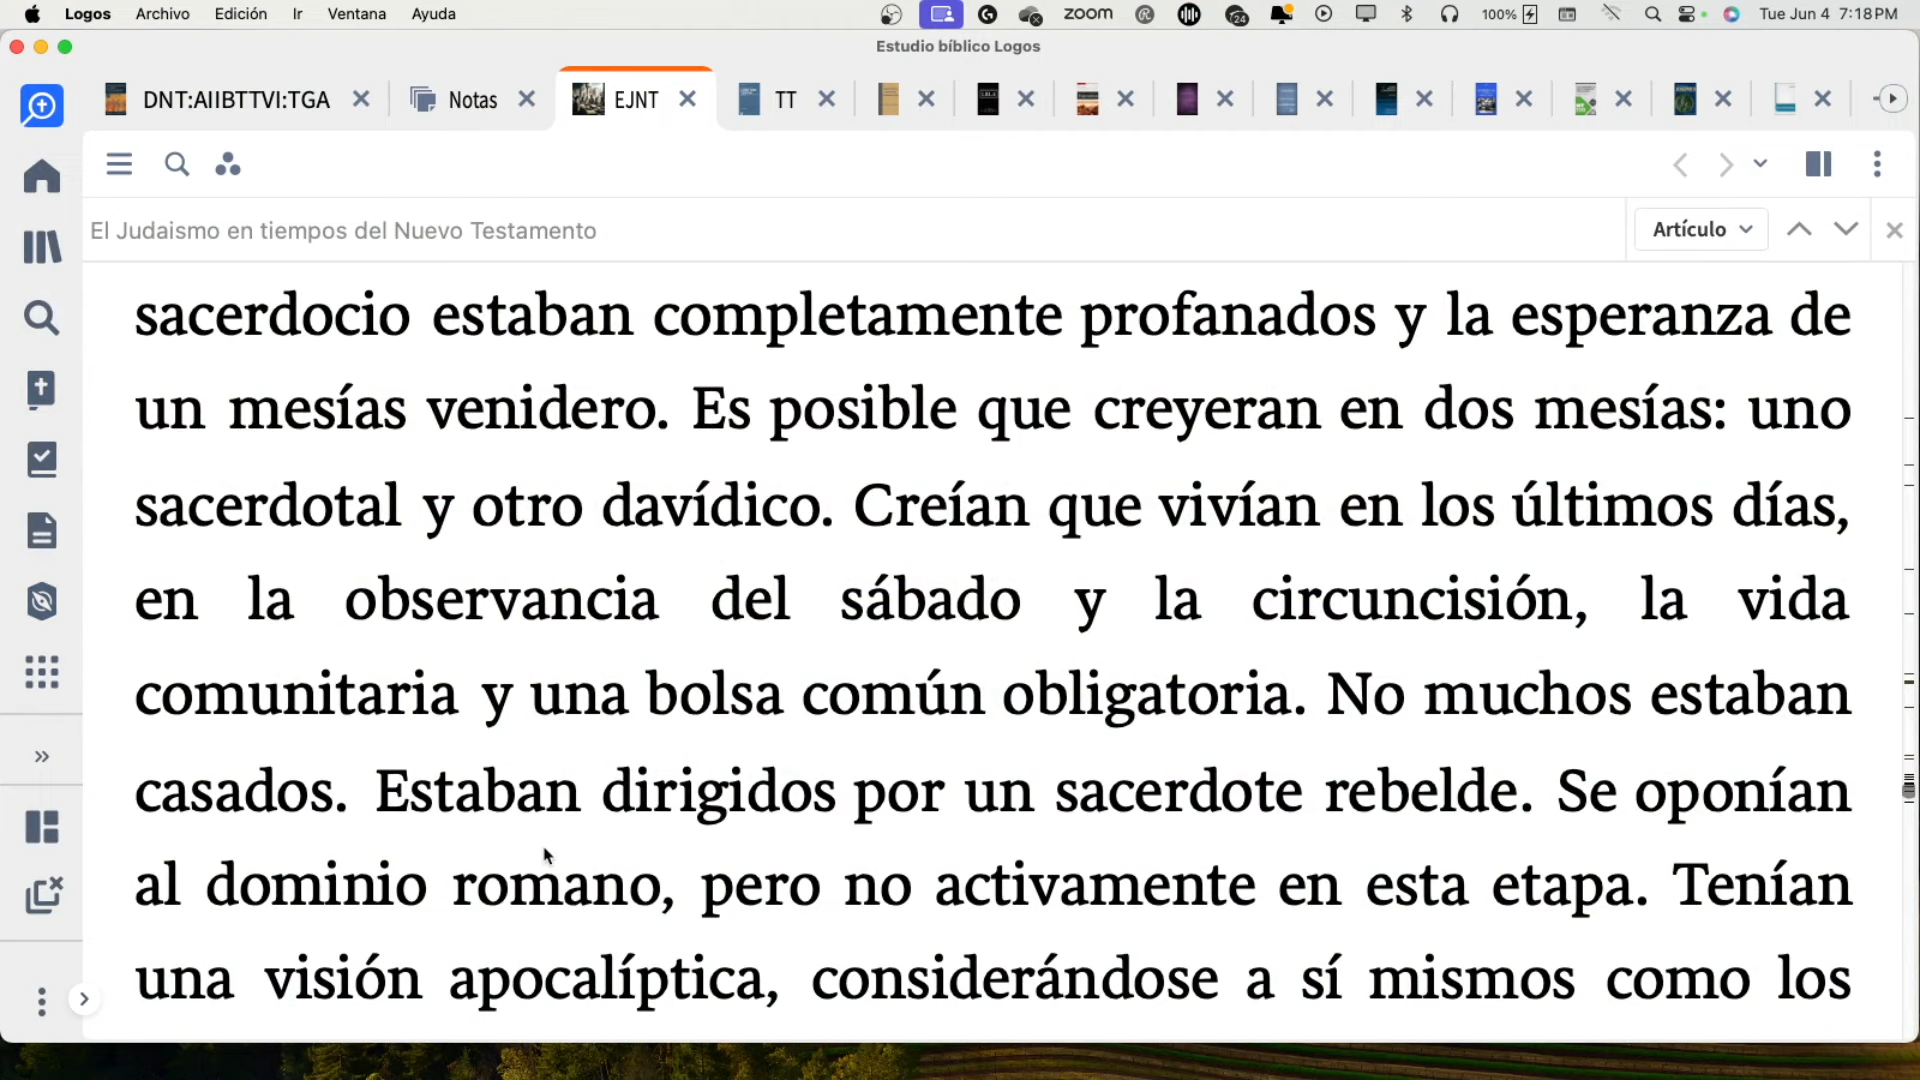 Logos Archivo Edición Ir Ventana Ayuda zoom 24 100% Tue Jun 4 7:18 PM
Estudio bíblico Logos
DNT:AIIBTTVI:TGA Notas EJNT TT
El Judaismo en tiempos del Nuevo Testamento Artículo
sacerdocio estaban completamente profanados y la esperanza de
un mesías venidero. Es posible que creyeran en dos mesías: uno
sacerdotal y otro davídico. Creían que vivían en los últimos días,
en la observancia del sábado y la circuncisión, la vida
comunitaria y una bolsa común obligatoria. No muchos estaban
casados. Estaban dirigidos por un sacerdote rebelde. Se oponían
al dominio romano, pero no activamente en esta etapa. Tenían
una visión apocalíptica, considerándose a sí mismos como los